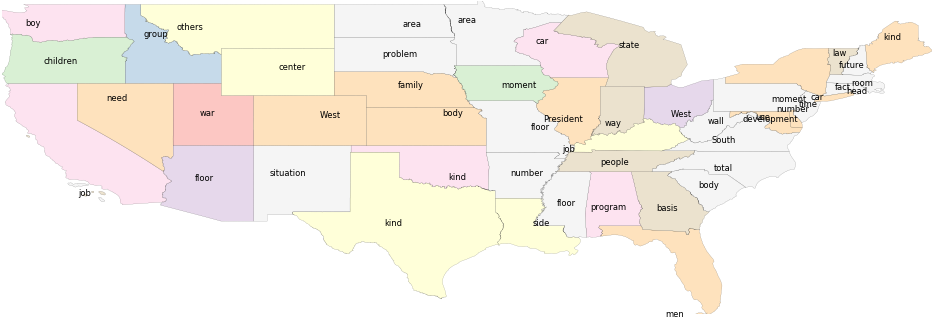 boy
group
others
area
area
car
state
kind
children
center
problem
law
future
need
war
West
family
body
moment
President
way
West
wall
moment
number
car
time
fact
room
head
development
South
floor
job
people
total
job
floor
situation
kind
kind
number
side
floor
program
basis
body
men